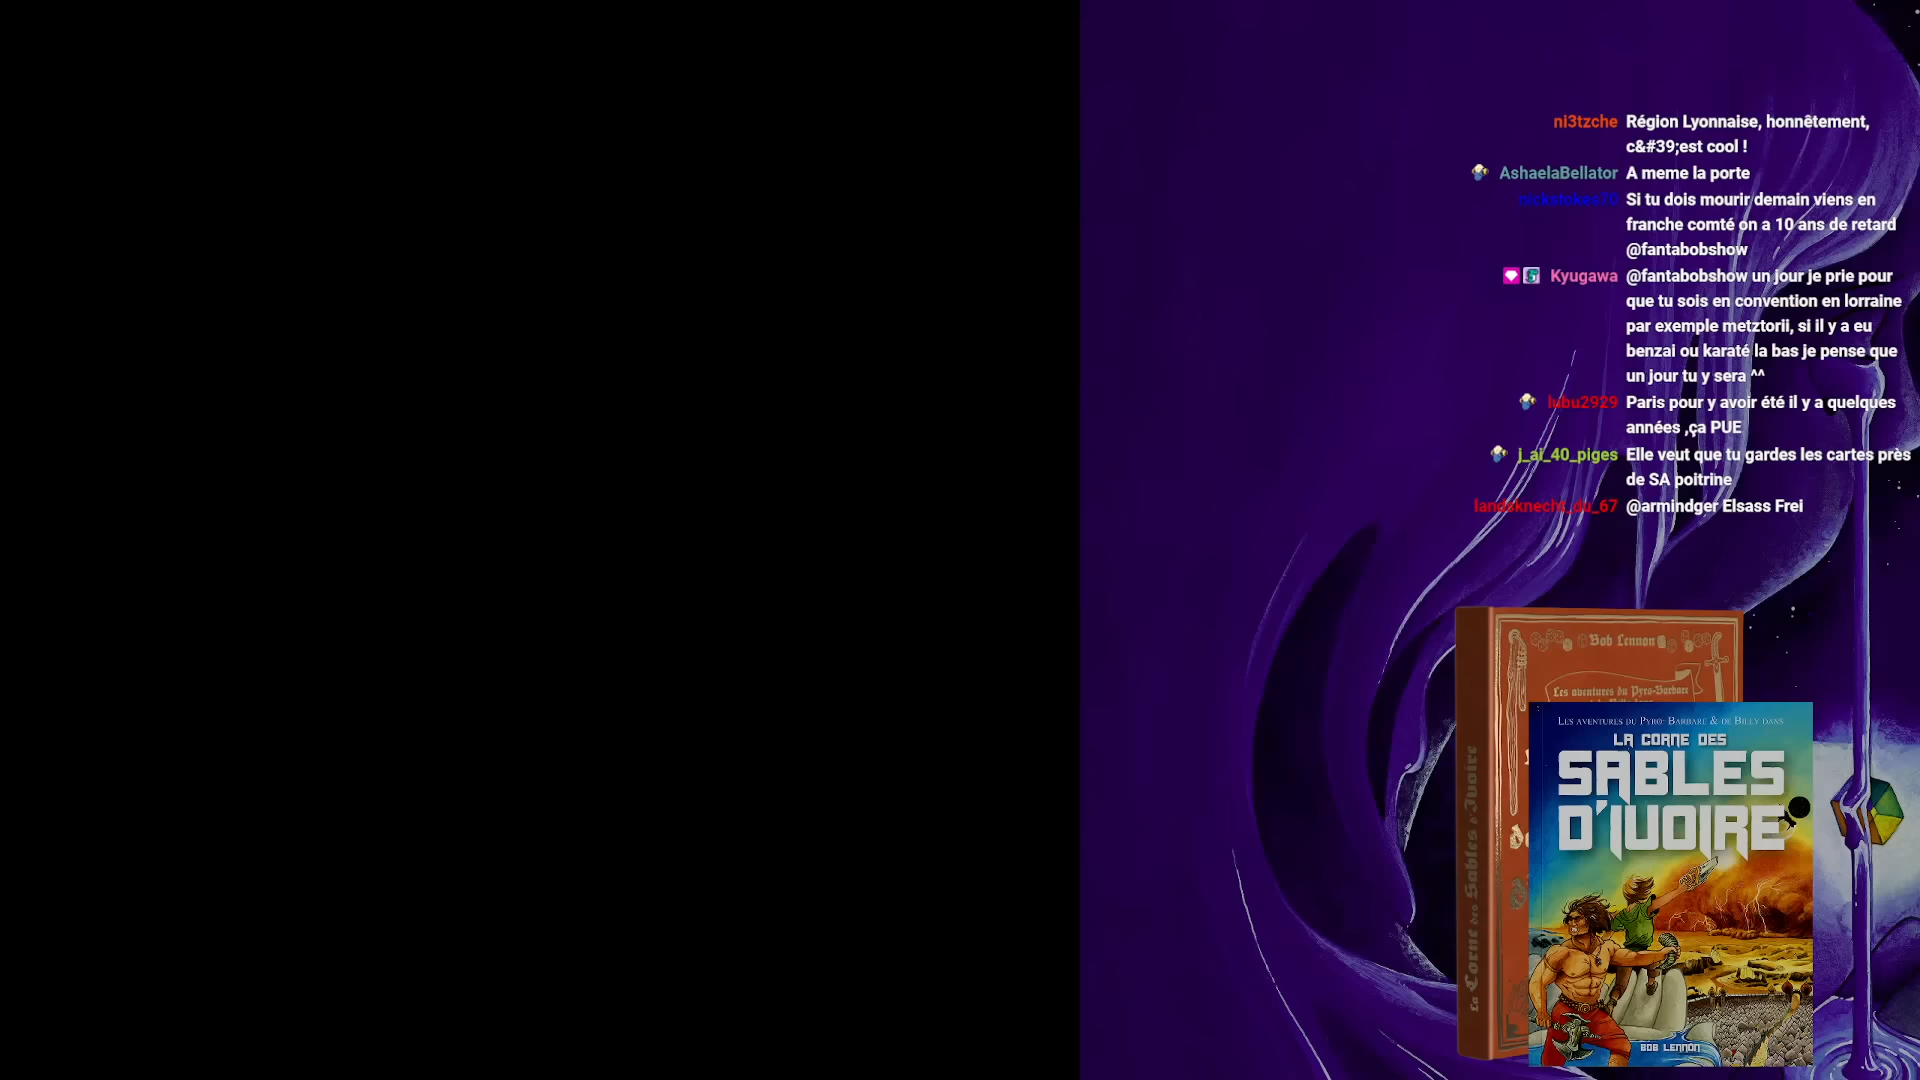 ni3tzche Région Lyonnaise, honnêtement,
c&#39;est cool !
AshaelaBellator A meme la porte
nickstokes70 Si tu dois mourir demain viens en
franche comté on a 10 ans de retard
@fantabobshow
Kyugawa @fantabobshow un jour je prie pour
que tu sois en convention en lorraine
par exemple metztorii, si il y a eu
benzai ou karaté la bas je pense que
un jour tu y sera ^^
lubu2929 Paris pour y avoir été il y a quelques
années ,ça PUE
j_ai_40_piges Elle veut que tu gardes les cartes près
de SA poitrine
landsknecht_du_67 @armindger Elsass Frei
Bob Lennon
Les aventures du Pyro-Barbare
La Corne des Sables d'Ivoire
LES AVENTURES DU PYRO-BARBARE & DE BILLY DANS
LA CORNE DES
SABLES
D'IVOIRE
BOB LENNON